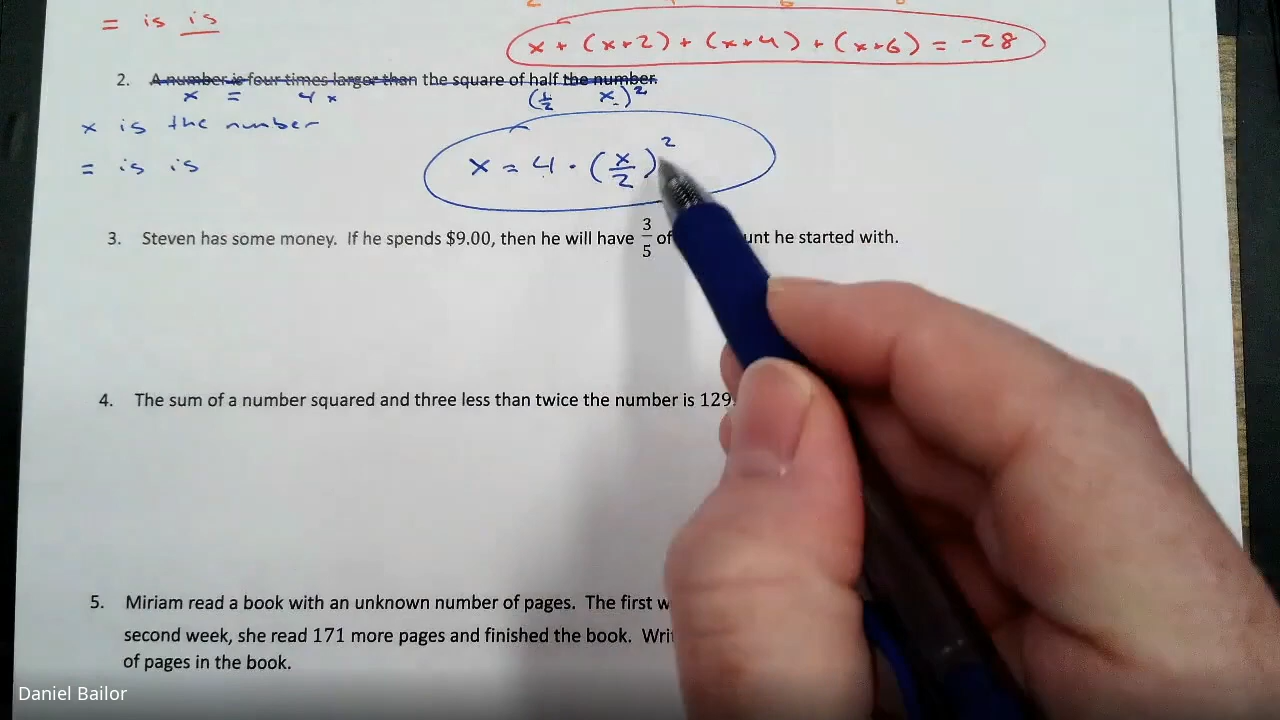 = is is
x + (x+2) + (x+4) + (x+6) = -28
2. A number is four times larger than the square of half the number.
x = 4 x (1/2 x)²
x is the number
= is is
x = 4 · (x/2)²
3. Steven has some money. If he spends $9.00, then he will have 3/5 of unt he started with.
4. The sum of a number squared and three less than twice the number is 129.
5. Miriam read a book with an unknown number of pages. The first w
second week, she read 171 more pages and finished the book. Wri
of pages in the book.
Daniel Bailor